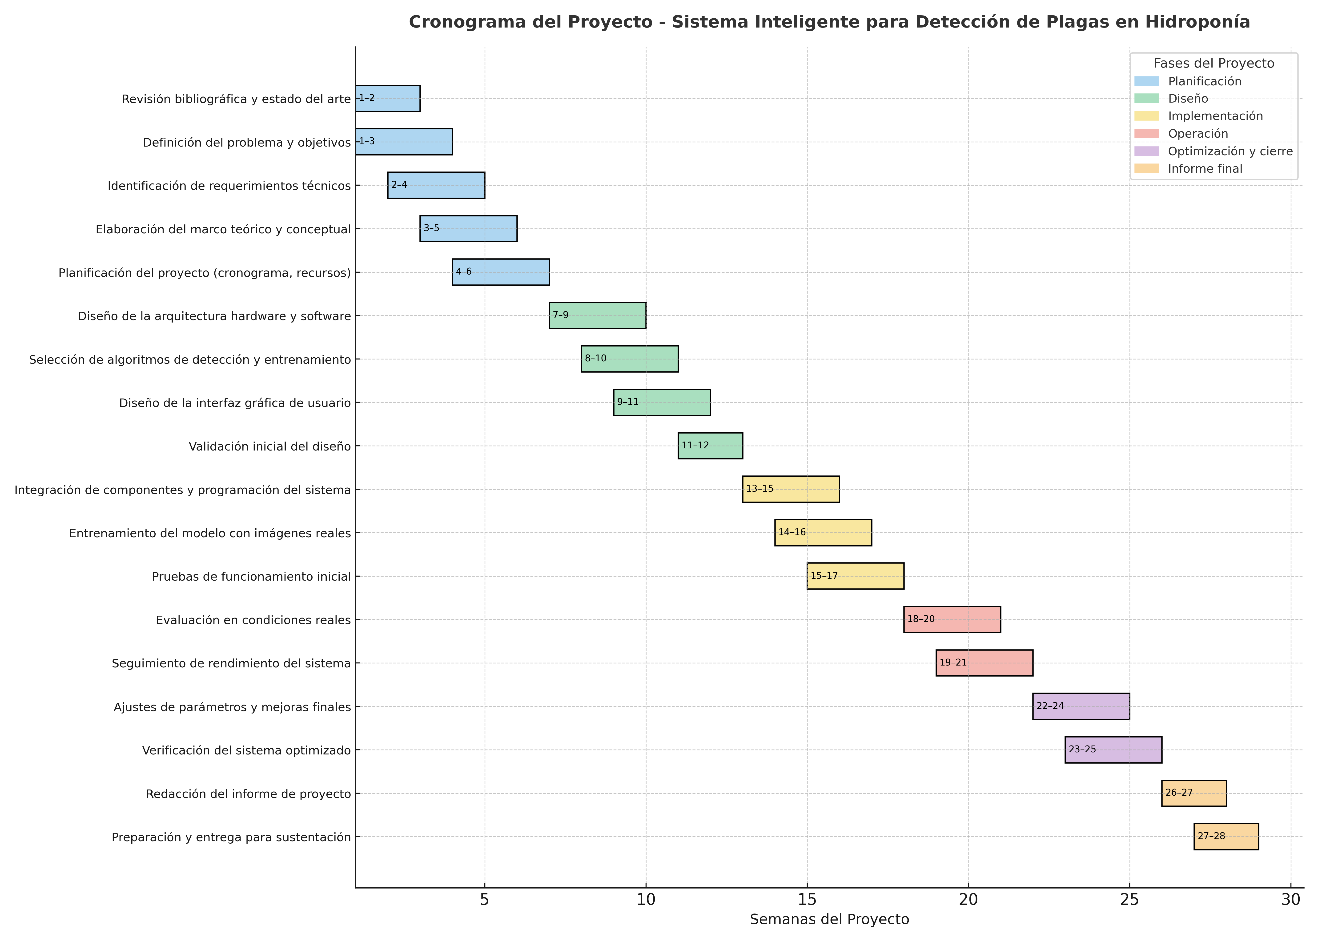 Cronograma del Proyecto - Sistema Inteligente para Detección de Plagas en Hidroponía
Fases del Proyecto
Planificación
Diseño
Implementación
Operación
Optimización y cierre
Informe final
Revisión bibliográfica y estado del arte 1–2
Definición del problema y objetivos 1–3
Identificación de requerimientos técnicos 2–4
Elaboración del marco teórico y conceptual 3–5
Planificación del proyecto (cronograma, recursos) 4–6
Diseño de la arquitectura hardware y software 7–9
Selección de algoritmos de detección y entrenamiento 8–10
Diseño de la interfaz gráfica de usuario 9–11
Validación inicial del diseño 11–12
Integración de componentes y programación del sistema 13–15
Entrenamiento del modelo con imágenes reales 14–16
Pruebas de funcionamiento inicial 15–17
Evaluación en condiciones reales 18–20
Seguimiento de rendimiento del sistema 19–21
Ajustes de parámetros y mejoras finales 22–24
Verificación del sistema optimizado 23–25
Redacción del informe de proyecto 26–27
Preparación y entrega para sustentación 27–28
5 10 15 20 25 30
Semanas del Proyecto